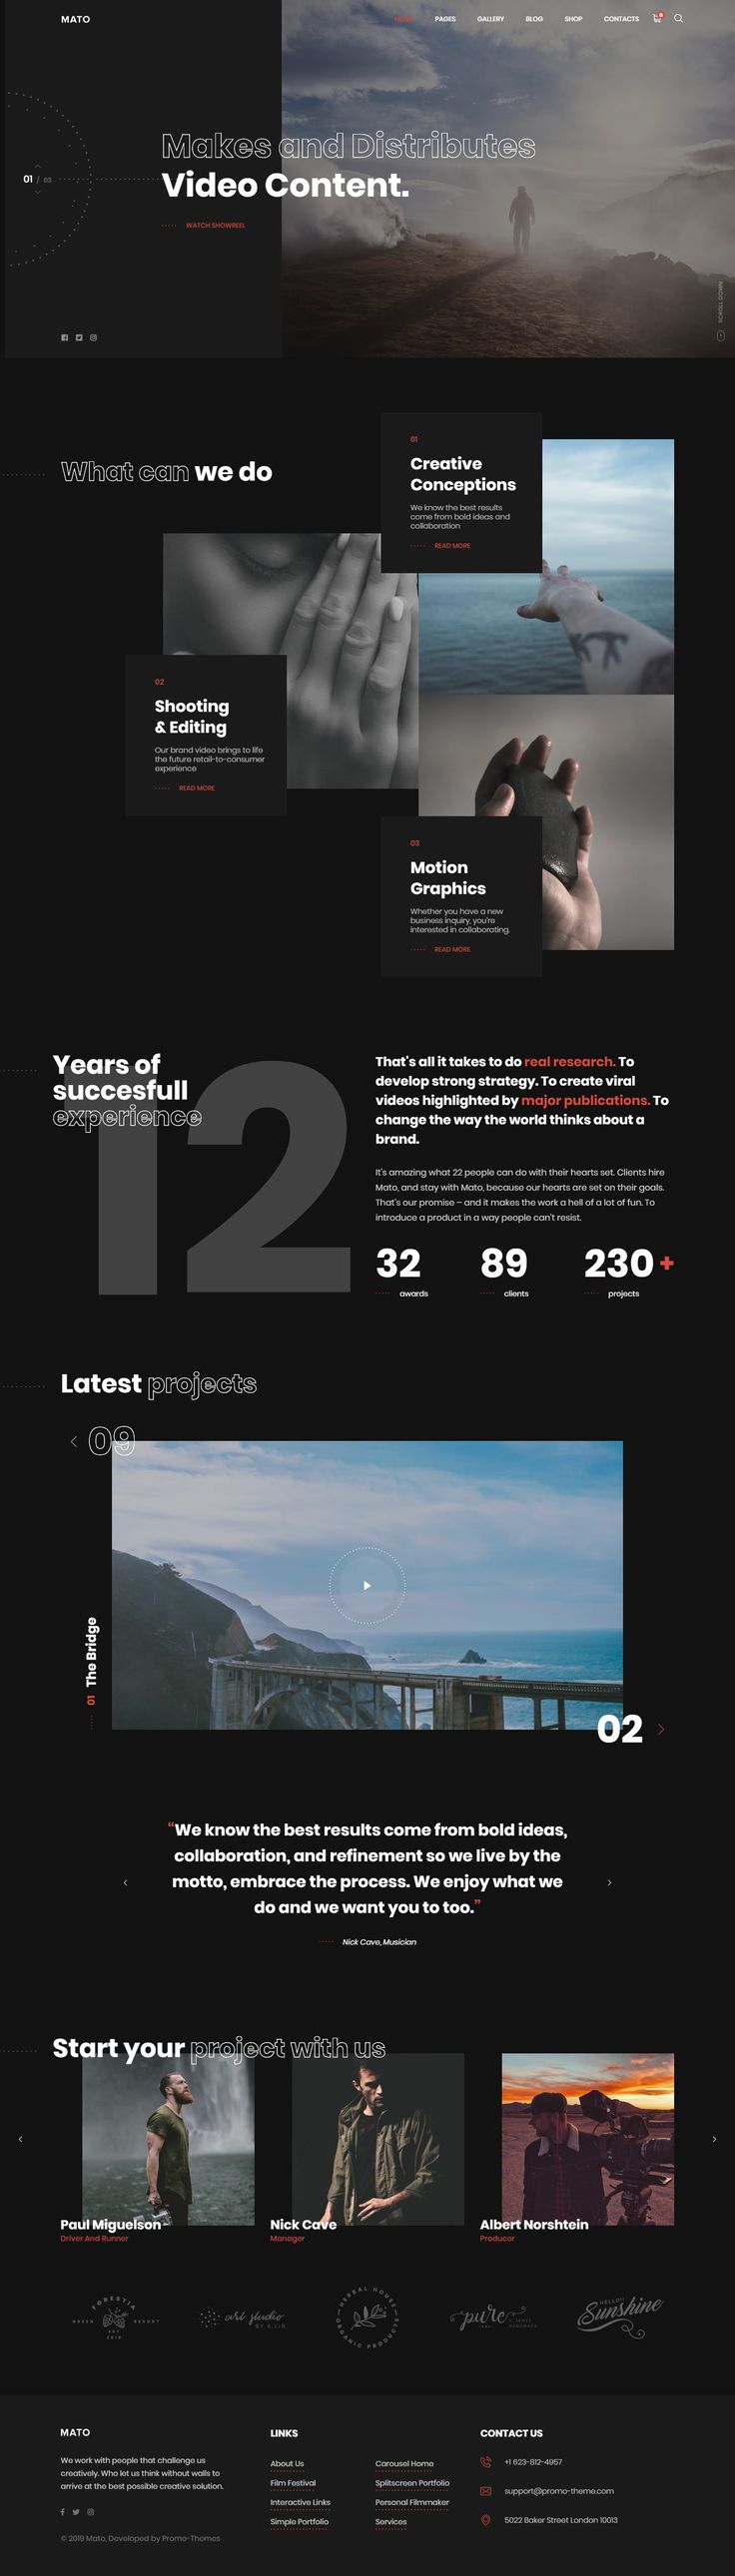 MATO
HOME PAGES GALLERY BLOG SHOP CONTACTS
Makes and Distributes
Video Content.
01 / 03
WATCH SHOWREEL
SCROLL DOWN
What can we do
01
Creative
Conceptions
We know the best results
come from bold ideas and
collaboration
READ MORE
02
Shooting
& Editing
Our brand video brings to life
the future retail-to-consumer
experience
READ MORE
03
Motion
Graphics
Whether you have a new
business inquiry, you're
interested in collaborating.
READ MORE
12
Years of
succesfull
experience
That's all it takes to do real research. To
develop strong strategy. To create viral
videos highlighted by major publications. To
change the way the world thinks about a
brand.
It's amazing what 22 people can do with their hearts set. Clients hire
Mato, and stay with Mato, because our hearts are set on their goals.
That's our promise – and it makes the work a hell of a lot of fun. To
introduce a product in a way people can't resist.
32 89 230 +
awards clients projects
Latest projects
09
01 The Bridge
02
“We know the best results come from bold ideas,
collaboration, and refinement so we live by the
motto, embrace the process. We enjoy what we
do and we want you to too.”
Nick Cave, Musician
Start your project with us
Paul Miguelson
Driver And Runner
Nick Cave
Manager
Albert Norshtein
Producer
FORESTIA
GREEN RESORT
EST
2018
art studio
BY A.LIN
HERBAL HOUSE
ORGANIC PRODUCTS
pure
HANDMADE
HELLO!
Sunshine
MATO
We work with people that challenge us
creatively. Who let us think without walls to
arrive at the best possible creative solution.
© 2019 Mato, Developed by Promo-Themes
LINKS
About Us
Film Festival
Interactive Links
Simple Portfolio
Carousel Home
Splitscreen Portfolio
Personal Filmmaker
Services
CONTACT US
+1 623-812-4957
support@promo-theme.com
5022 Baker Street London 10013